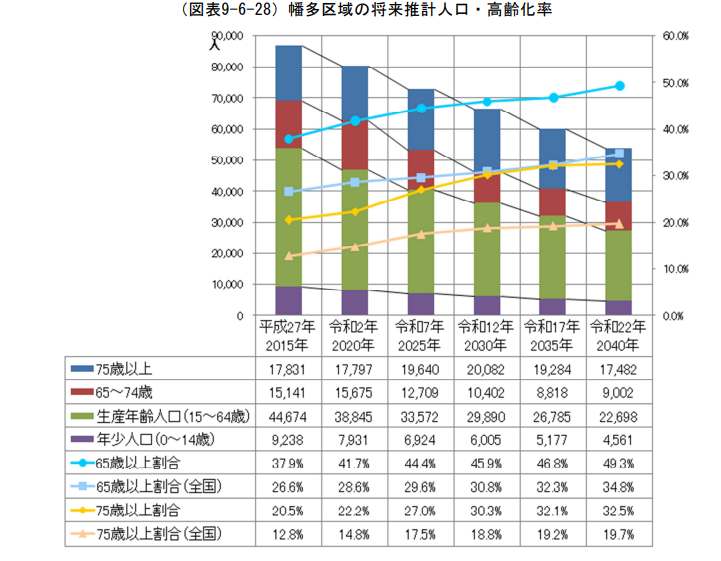 （図表9-6-28）幡多区域の将来推計人口・高齢化率
人
90,000
80,000
70,000
60,000
50,000
40,000
30,000
20,000
10,000
0
60.0%
50.0%
40.0%
30.0%
20.0%
10.0%
0.0%
平成27年 令和2年 令和7年 令和12年 令和17年 令和22年
2015年 2020年 2025年 2030年 2035年 2040年
75歳以上 17,831 17,797 19,640 20,082 19,284 17,482
65～74歳 15,141 15,675 12,709 10,402 8,818 9,002
生産年齢人口(15～64歳) 44,674 38,845 33,572 29,890 26,785 22,698
年少人口(0～14歳) 9,238 7,931 6,924 6,005 5,177 4,561
65歳以上割合 37.9% 41.7% 44.4% 45.9% 46.8% 49.3%
65歳以上割合(全国) 26.6% 28.6% 29.6% 30.8% 32.3% 34.8%
75歳以上割合 20.5% 22.2% 27.0% 30.3% 32.1% 32.5%
75歳以上割合(全国) 12.8% 14.8% 17.5% 18.8% 19.2% 19.7%